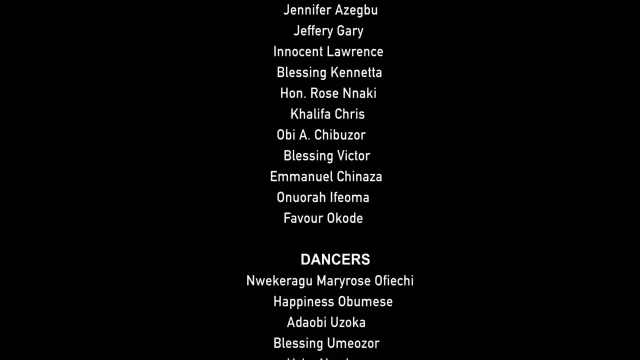 Jennifer Azegbu
Jeffery Gary
Innocent Lawrence
Blessing Kennetta
Hon. Rose Nnaki
Khalifa Chris
Obi A. Chibuzor
Blessing Victor
Emmanuel Chinaza
Onuorah Ifeoma
Favour Okode
DANCERS
Nwekeragu Maryrose Ofiechi
Happiness Obumese
Adaobi Uzoka
Blessing Umeozor